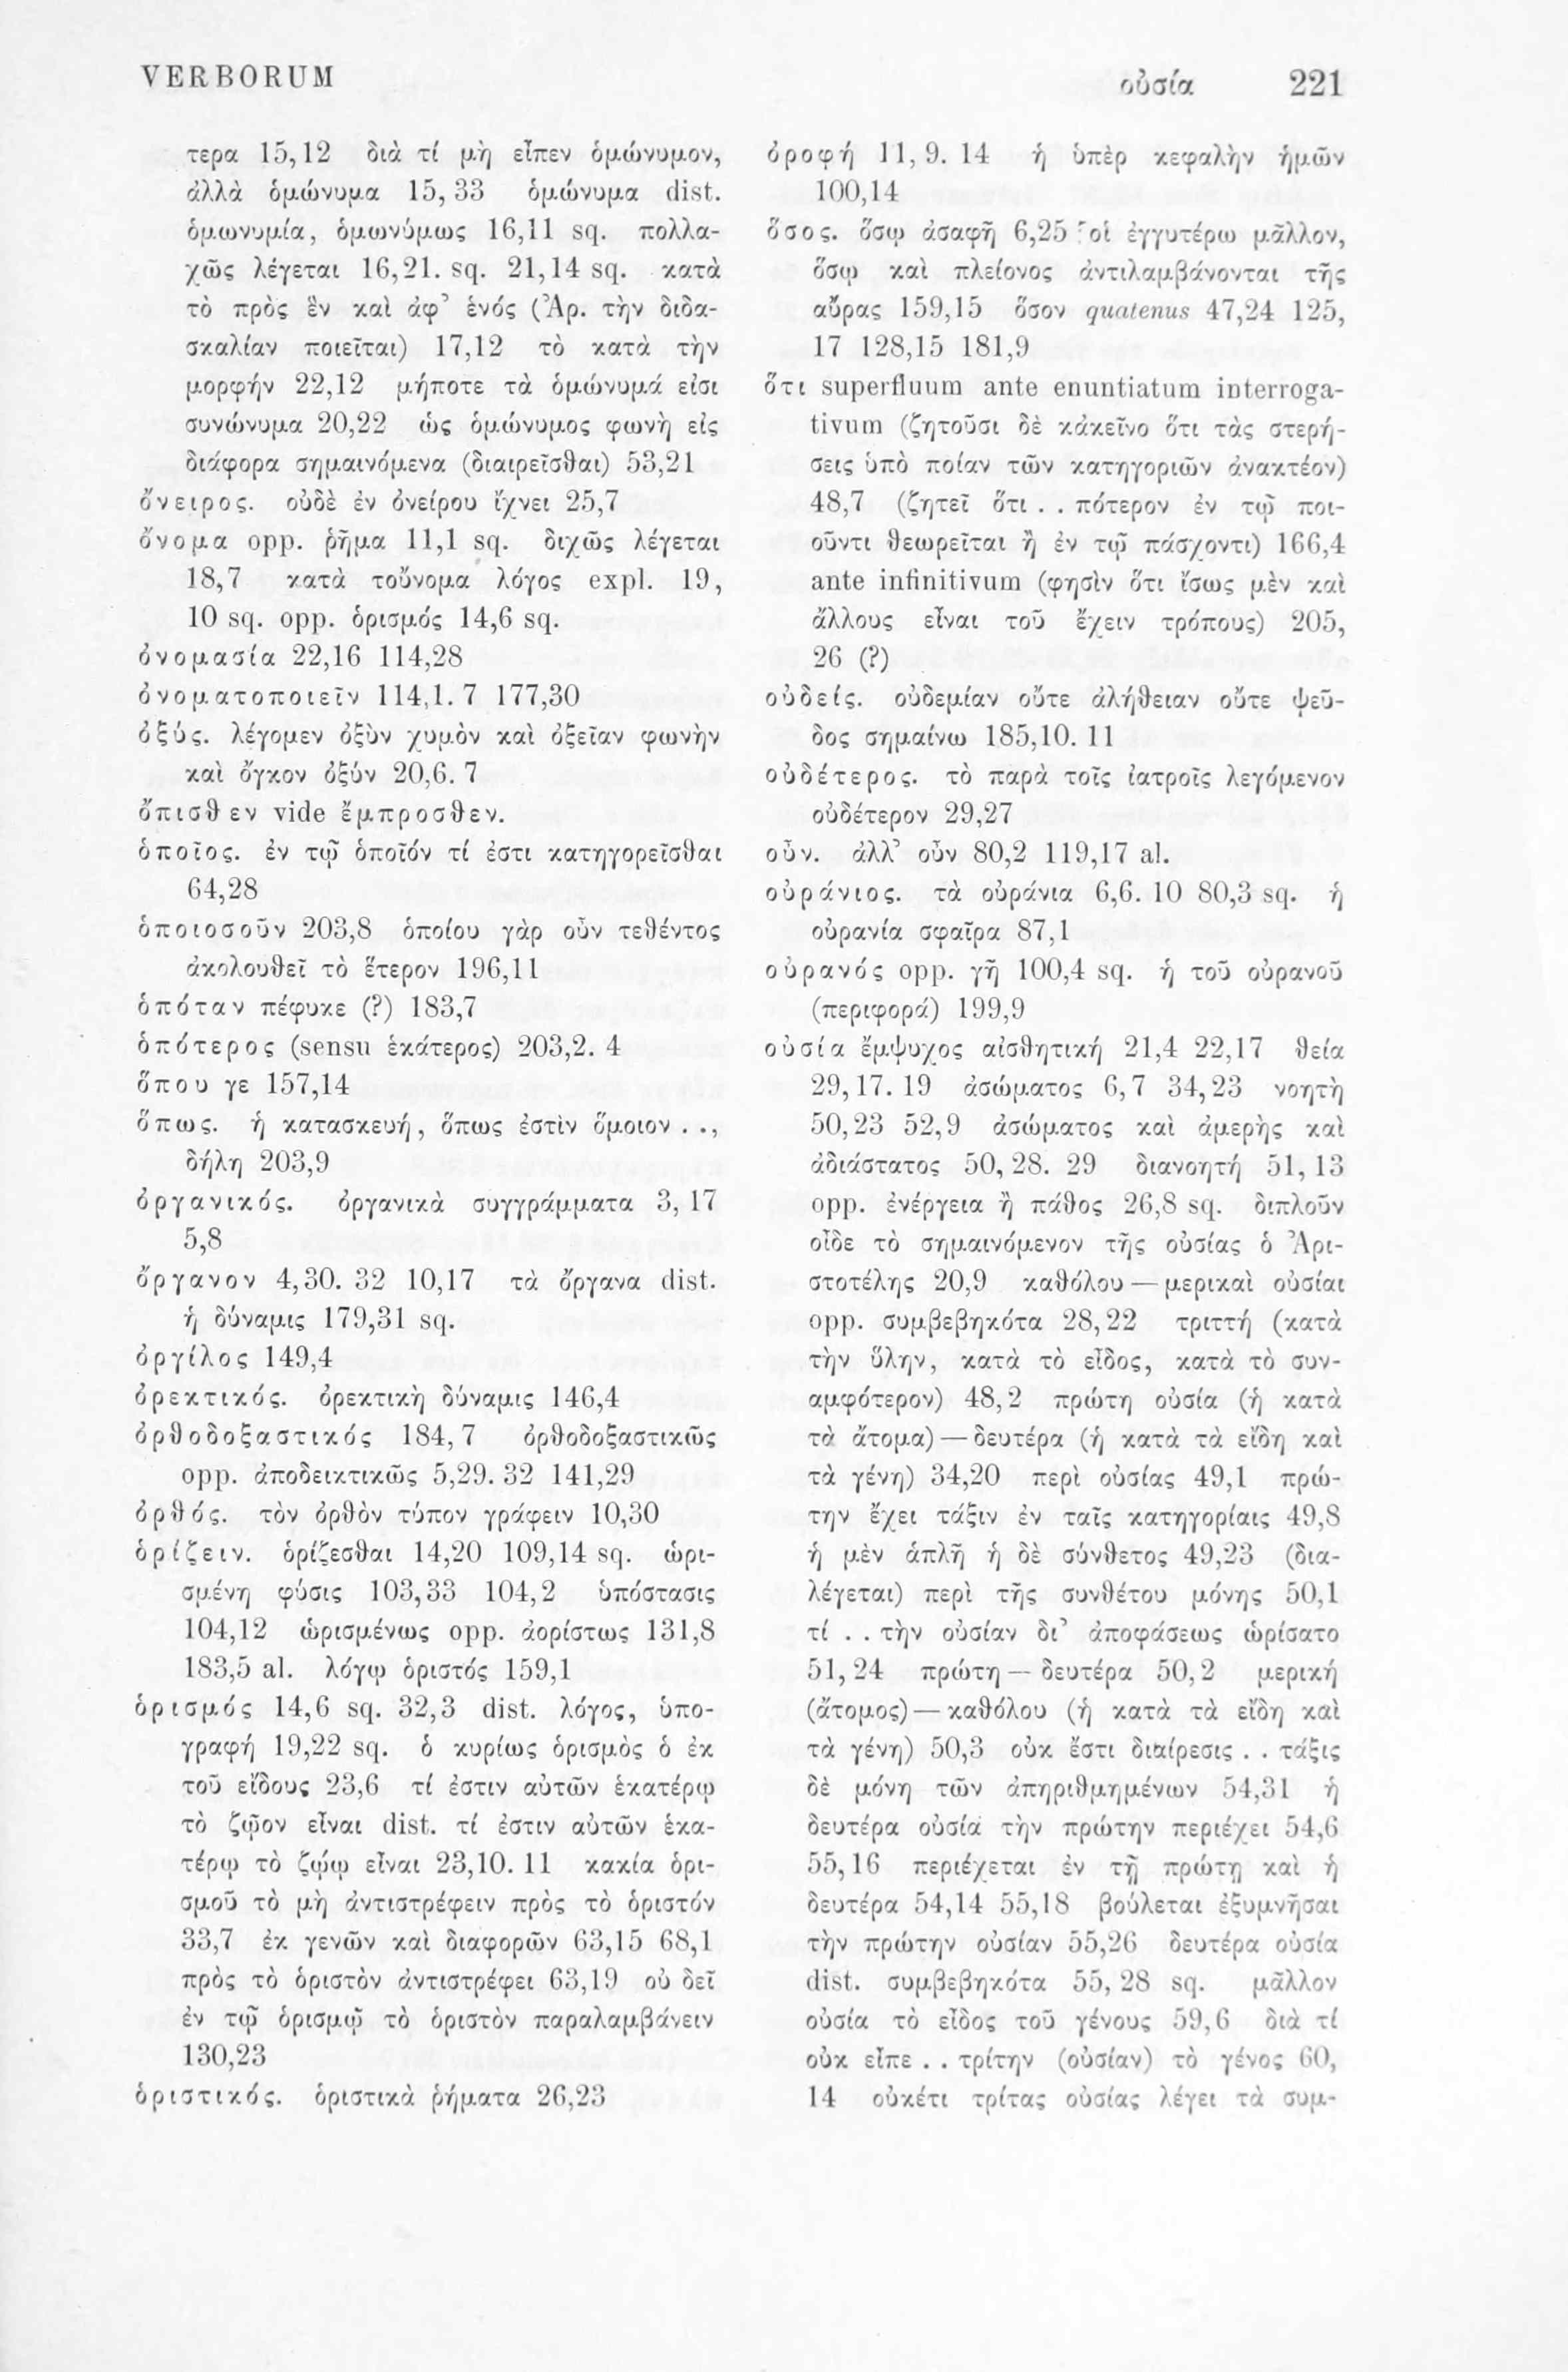 VERBORUM οὐσία 221
τερα 15,12 διὰ τί μὴ εἶπεν ὁμώνυμον,
ἀλλὰ ὁμώνυμα 15,33 ὁμώνυμα dist.
ὁμωνυμία, ὁμωνύμως 16,11 sq. πολλα-
χῶς λέγεται 16,21. sq. 21,14 sq. κατὰ
τὸ πρὸς ἓν καὶ ἀφ' ἑνός (Ἀρ. τὴν διδα-
σκαλίαν ποιεῖται) 17,12 τὸ κατὰ τὴν
μορφήν 22,12 μήποτε τὰ ὁμώνυμά εἰσι
συνώνυμα 20,22 ὡς ὁμώνυμος φωνὴ εἰς
διάφορα σημαινόμενα (διαιρεῖσθαι) 53,21
ὄνειρος. οὐδὲ ἐν ὀνείρου ἴχνει 25,7
ὄνομα opp. ῥῆμα 11,1 sq. διχῶς λέγεται
18,7 κατὰ τοὔνομα λόγος expl. 19,
10 sq. opp. ὁρισμός 14,6 sq.
ὀνομασία 22,16 114,28
ὀνοματοποιεῖν 114,1. 7 177,30
ὀξύς. λέγομεν ὀξὺν χυμὸν καὶ ὀξεῖαν φωνὴν
καὶ ὄγκον ὀξύν 20,6. 7
ὄπισθεν vide ἔμπροσθεν.
ὁποῖος. ἐν τῷ ὁποῖόν τί ἐστι κατηγορεῖσθαι
64,28
ὁποιοσοῦν 203,8 ὁποίου γὰρ οὖν τεθέντος
ἀκολουθεῖ τὸ ἕτερον 196,11
ὁπόταν πέφυκε (?) 183,7
ὁπότερος (sensu ἑκάτερος) 203,2. 4
ὅπου γε 157,14
ὅπως. ἡ κατασκευή, ὅπως ἐστὶν ὅμοιον . .,
δήλη 203,9
ὀργανικός. ὀργανικὰ συγγράμματα 3,17
5,8
ὄργανον 4,30. 32 10,17 τὰ ὄργανα dist.
ἡ δύναμις 179,31 sq.
ὀργίλος 149,4
ὀρεκτικός. ὀρεκτικὴ δύναμις 146,4
ὀρθοδοξαστικός 184,7 ὀρθοδοξαστικῶς
opp. ἀποδεικτικῶς 5,29. 32 141,29
ὀρθός. τὸν ὀρθὸν τύπον γράφειν 10,30
ὁρίζειν. ὁρίζεσθαι 14,20 109,14 sq. ὡρι-
σμένη φύσις 103,33 104,2 ὑπόστασις
104,12 ὡρισμένως opp. ἀορίστως 131,8
183,5 al. λόγῳ ὁριστός 159,1
ὁρισμός 14,6 sq. 32,3 dist. λόγος, ὑπο-
γραφή 19,22 sq. ὁ κυρίως ὁρισμὸς ὁ ἐκ
τοῦ εἴδους 23,6 τί ἐστιν αὐτῶν ἑκατέρῳ
τὸ ζῷον εἶναι dist. τί ἐστιν αὐτῶν ἑκα-
τέρῳ τὸ ζῴῳ εἶναι 23,10. 11 κακία ὁρι-
σμοῦ τὸ μὴ ἀντιστρέφειν πρὸς τὸ ὁριστόν
33,7 ἐκ γενῶν καὶ διαφορῶν 63,15 68,1
πρὸς τὸ ὁριστὸν ἀντιστρέφει 63,19 οὐ δεῖ
ἐν τῷ ὁρισμῷ τὸ ὁριστὸν παραλαμβάνειν
130,23
ὁριστικός. ὁριστικὰ ῥήματα 26,23
ὀροφή 11,9. 14 ἡ ὑπὲρ κεφαλὴν ἡμῶν
100,14
ὅσος. ὅσῳ ἀσαφῆ 6,25 οἱ ἐγγυτέρω μᾶλλον,
ὅσῳ καὶ πλείονος ἀντιλαμβάνονται τῆς
αὔρας 159,15 ὅσον quatenus 47,24 125,
17 128,15 181,9
ὅτι superfluum ante enuntiatum interroga-
tivum (ζητοῦσι δὲ κἀκεῖνο ὅτι τὰς στερή-
σεις ὑπὸ ποίαν τῶν κατηγοριῶν ἀνακτέον)
48,7 (ζητεῖ ὅτι . . πότερον ἐν τῷ ποι-
οῦντι θεωρεῖται ἢ ἐν τῷ πάσχοντι) 166,4
ante infinitivum (φησὶν ὅτι ἴσως μὲν καὶ
ἄλλους εἶναι τοῦ ἔχειν τρόπους) 205,
26 (?)
οὐδείς. οὐδεμίαν οὔτε ἀλήθειαν οὔτε ψεῦ-
δος σημαίνω 185,10. 11
οὐδέτερος. τὸ παρὰ τοῖς ἰατροῖς λεγόμενον
οὐδέτερον 29,27
οὖν. ἀλλ' οὖν 80,2 119,17 al.
οὐράνιος. τὰ οὐράνια 6,6. 10 80,3 sq. ἡ
οὐρανία σφαῖρα 87,1
οὐρανός opp. γῆ 100,4 sq. ἡ τοῦ οὐρανοῦ
(περιφορά) 199,9
οὐσία ἔμψυχος αἰσθητική 21,4 22,17 θεία
29,17. 19 ἀσώματος 6,7 34,23 νοητὴ
50,23 52,9 ἀσώματος καὶ ἀμερὴς καὶ
ἀδιάστατος 50,28. 29 διανοητή 51,13
opp. ἐνέργεια ἢ πάθος 26,8 sq. διπλοῦν
οἶδε τὸ σημαινόμενον τῆς οὐσίας ὁ Ἀρι-
στοτέλης 20,9 καθόλου — μερικαὶ οὐσίαι
opp. συμβεβηκότα 28,22 τριττή (κατὰ
τὴν ὕλην, κατὰ τὸ εἶδος, κατὰ τὸ συν-
αμφότερον) 48,2 πρώτη οὐσία (ἡ κατὰ
τὰ ἄτομα) — δευτέρα (ἡ κατὰ τὰ εἴδη καὶ
τὰ γένη) 34,20 περὶ οὐσίας 49,1 πρώ-
την ἔχει τάξιν ἐν ταῖς κατηγορίαις 49,8
ἡ μὲν ἁπλῆ ἡ δὲ σύνθετος 49,23 (δια-
λέγεται) περὶ τῆς συνθέτου μόνης 50,1
τί . . τὴν οὐσίαν δι' ἀποφάσεως ὡρίσατο
51,24 πρώτη — δευτέρα 50,2 μερική
(ἄτομος) — καθόλου (ἡ κατὰ τὰ εἴδη καὶ
τὰ γένη) 50,3 οὐκ ἔστι διαίρεσις . . τάξις
δὲ μόνη τῶν ἀπηριθμημένων 54,31 ἡ
δευτέρα οὐσία τὴν πρώτην περιέχει 54,6
55,16 περιέχεται ἐν τῇ πρώτῃ καὶ ἡ
δευτέρα 54,14 55,18 βούλεται ἐξυμνῆσαι
τὴν πρώτην οὐσίαν 55,26 δευτέρα οὐσία
dist. συμβεβηκότα 55,28 sq. μᾶλλον
οὐσία τὸ εἶδος τοῦ γένους 59,6 διὰ τί
οὐκ εἶπε . . τρίτην (οὐσίαν) τὸ γένος 60,
14 οὐκέτι τρίτας οὐσίας λέγει τὰ συμ-